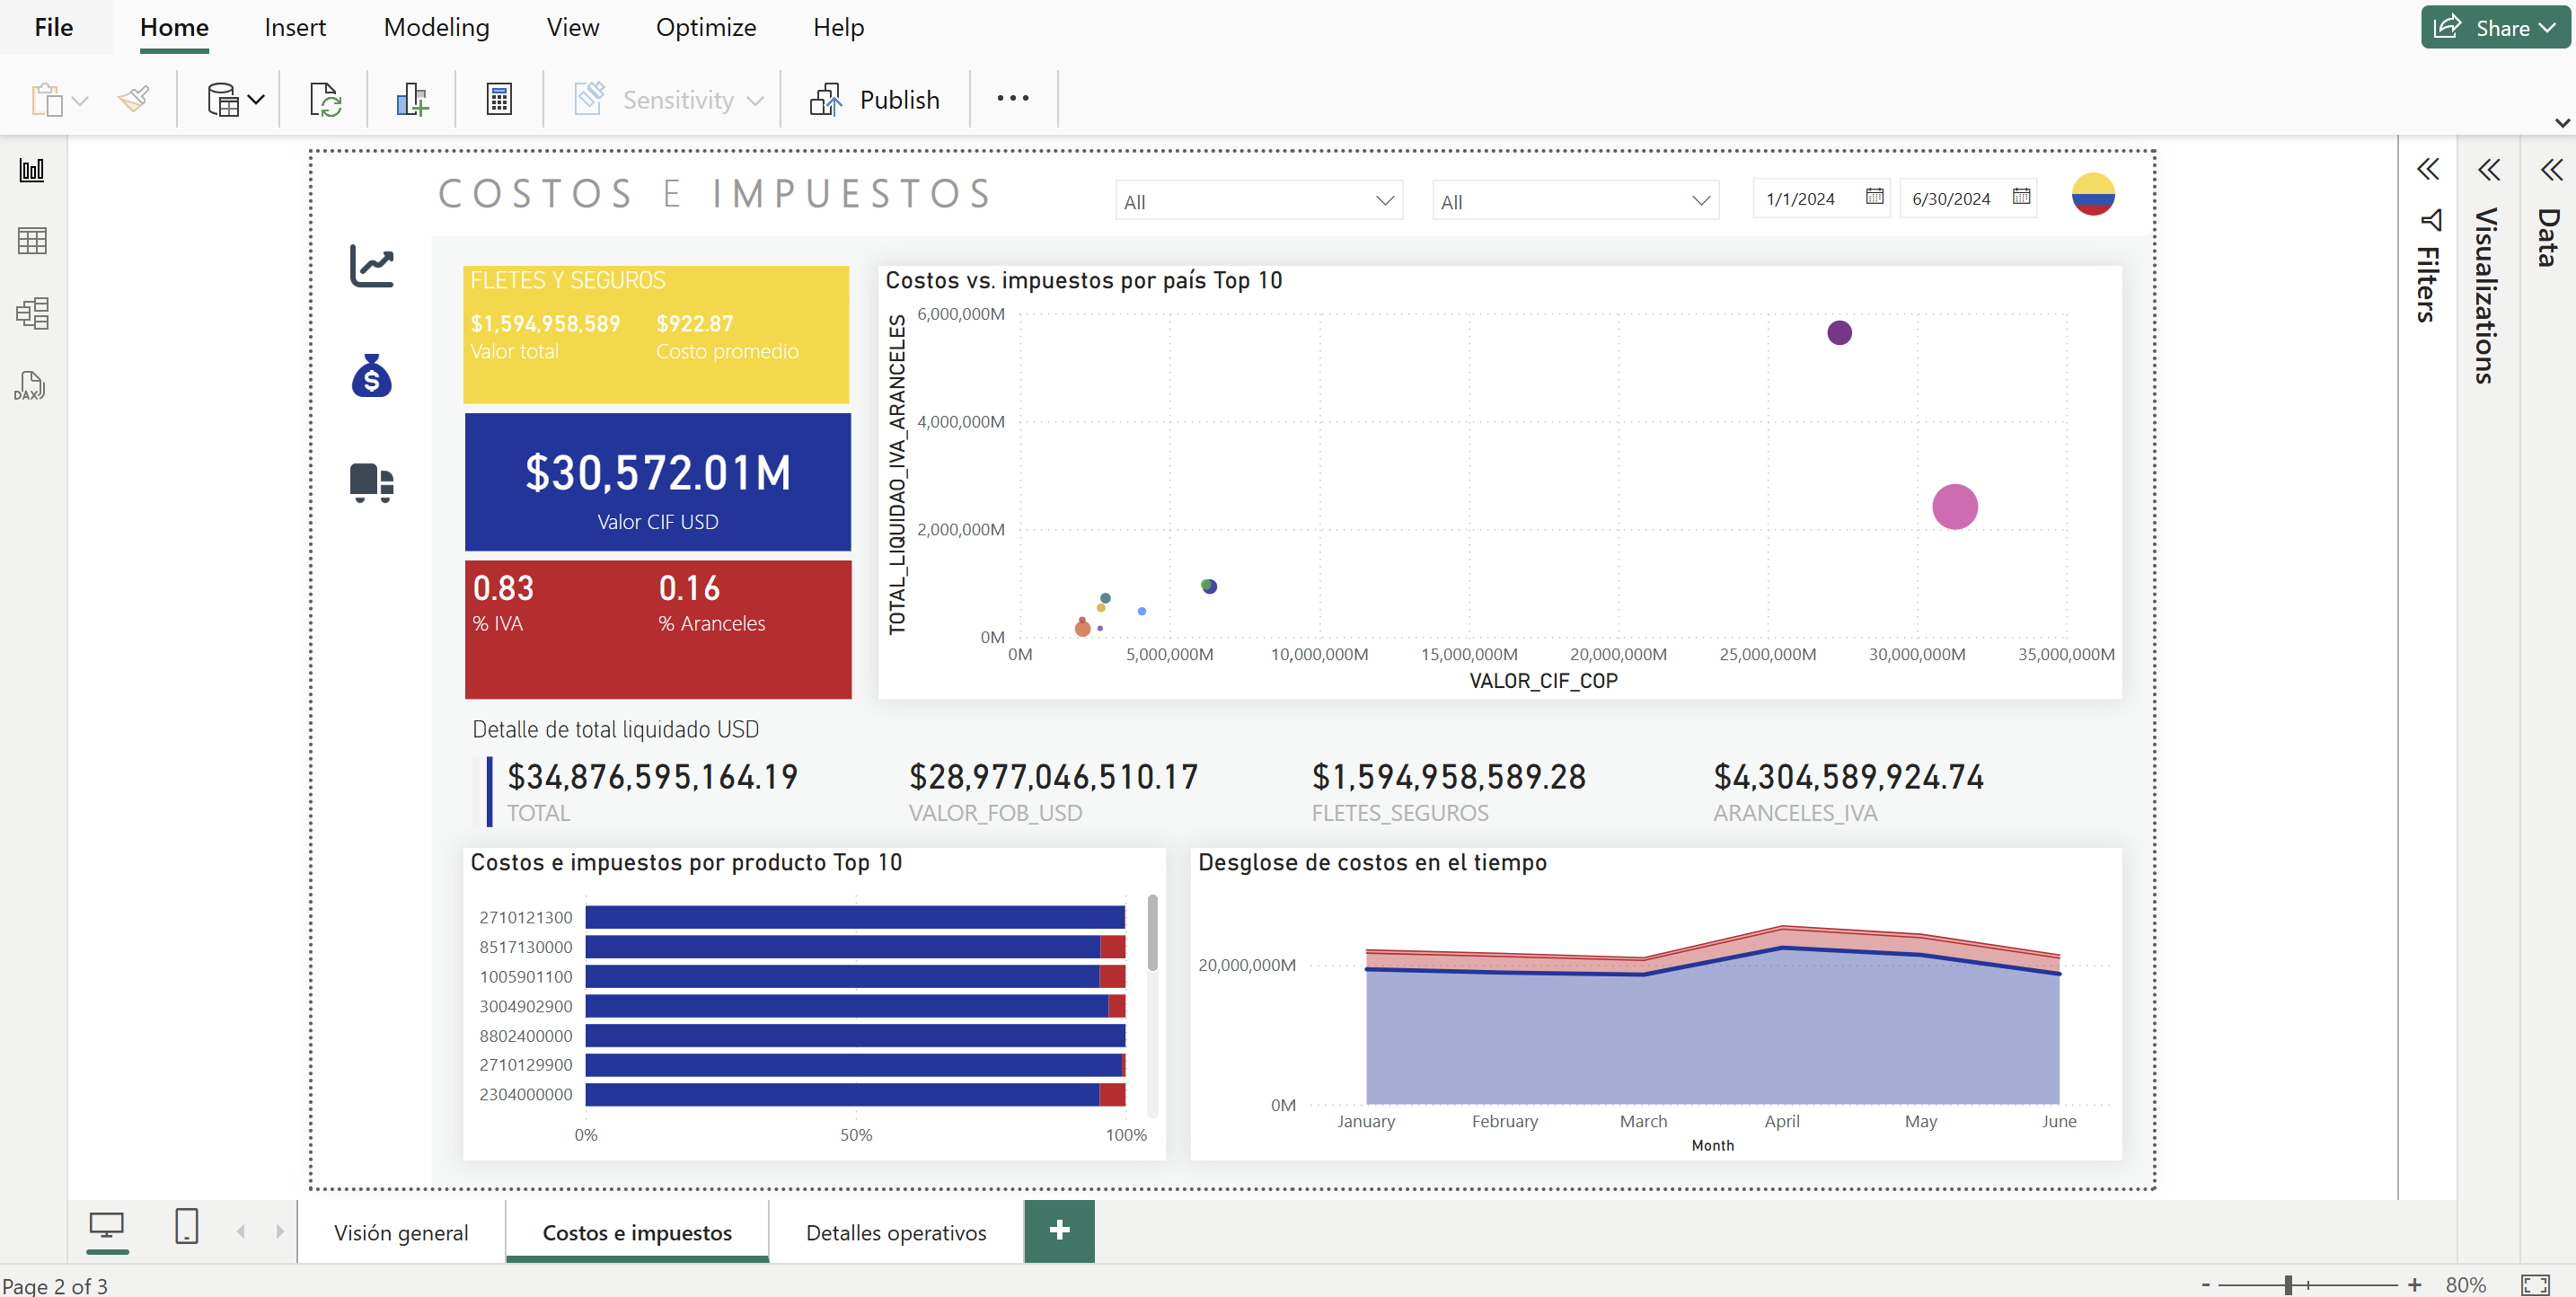 File Home Insert Modeling View Optimize Help Share
Sensitivity Publish
COSTOS E IMPUESTOS
All All 1/1/2024 6/30/2024
FLETES Y SEGUROS
$1,594,958,589 $922.87
Valor total Costo promedio
$30,572.01M
Valor CIF USD
0.83 0.16
% IVA % Aranceles
Costos vs. impuestos por país Top 10
TOTAL_LIQUIDAO_IVA_ARANCELES
6,000,000M
4,000,000M
2,000,000M
0M
0M 5,000,000M 10,000,000M 15,000,000M 20,000,000M 25,000,000M 30,000,000M 35,000,000M
VALOR_CIF_COP
Detalle de total liquidado USD
$34,876,595,164.19 $28,977,046,510.17 $1,594,958,589.28 $4,304,589,924.74
TOTAL VALOR_FOB_USD FLETES_SEGUROS ARANCELES_IVA
Costos e impuestos por producto Top 10
2710121300
8517130000
1005901100
3004902900
8802400000
2710129900
2304000000
0% 50% 100%
Desglose de costos en el tiempo
20,000,000M
0M
January February March April May June
Month
Filters
Visualizations
Data
DAX
Visión general Costos e impuestos Detalles operativos
Page 2 of 3
- + 80%